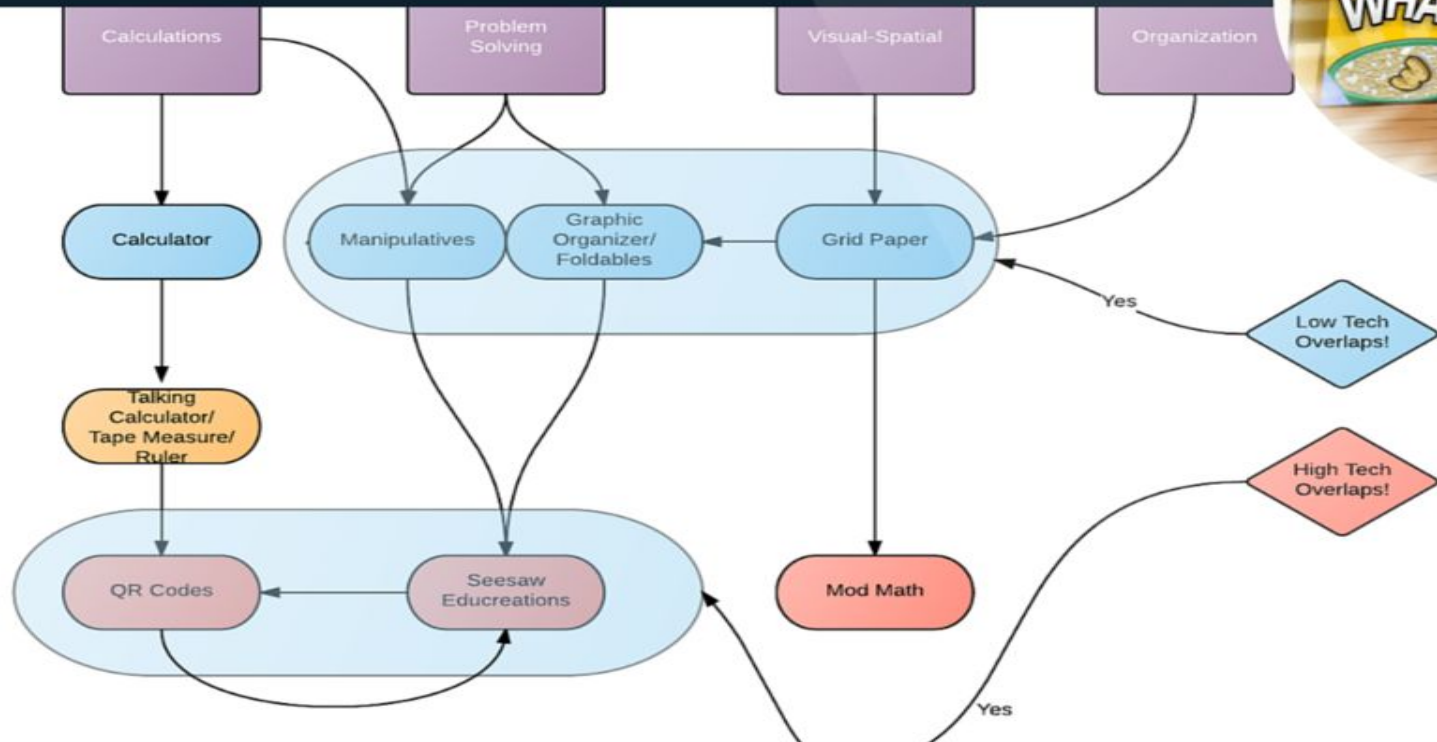 Calculations
Problem
Solving
Visual-Spatial
Organization
Calculator
Manipulatives
Graphic
Organizer/
Foldables
Grid Paper
Yes
Low Tech
Overlaps!
Talking
Calculator/
Tape Measure/
Ruler
High Tech
Overlaps!
QR Codes
Seesaw
Educreations
Mod Math
Yes